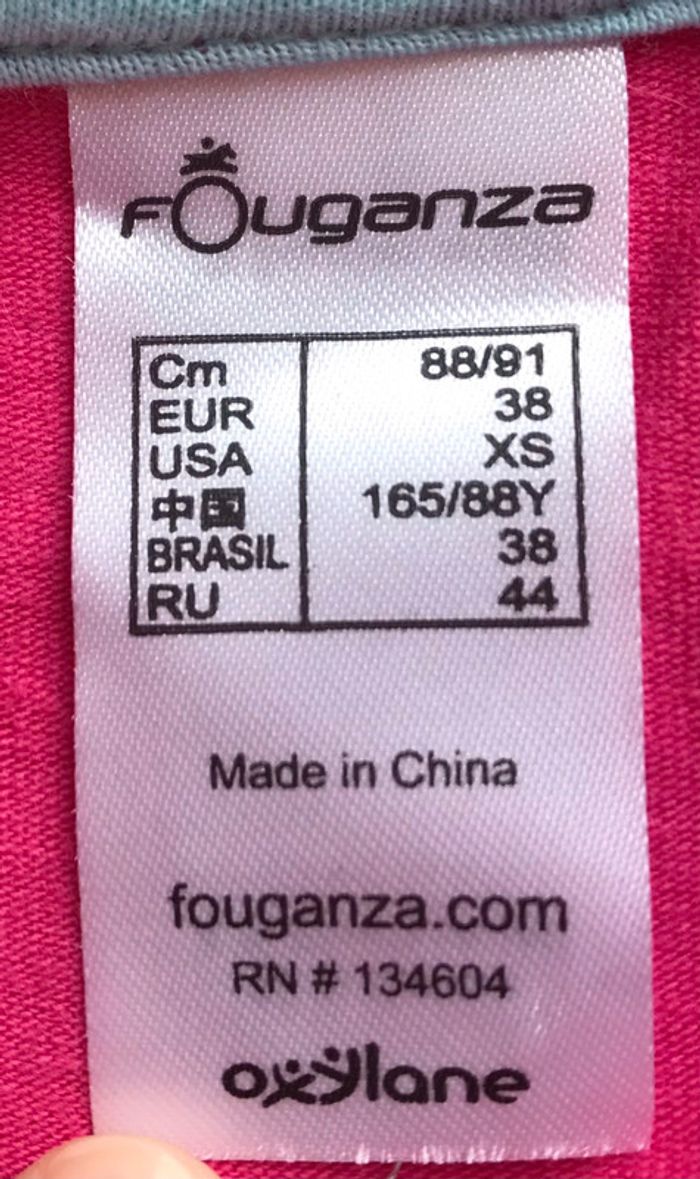 Fouganza
Cm 88/91
EUR 38
USA XS
中国 165/88Y
BRASIL 38
RU 44
Made in China
fouganza.com
RN # 134604
oxylane